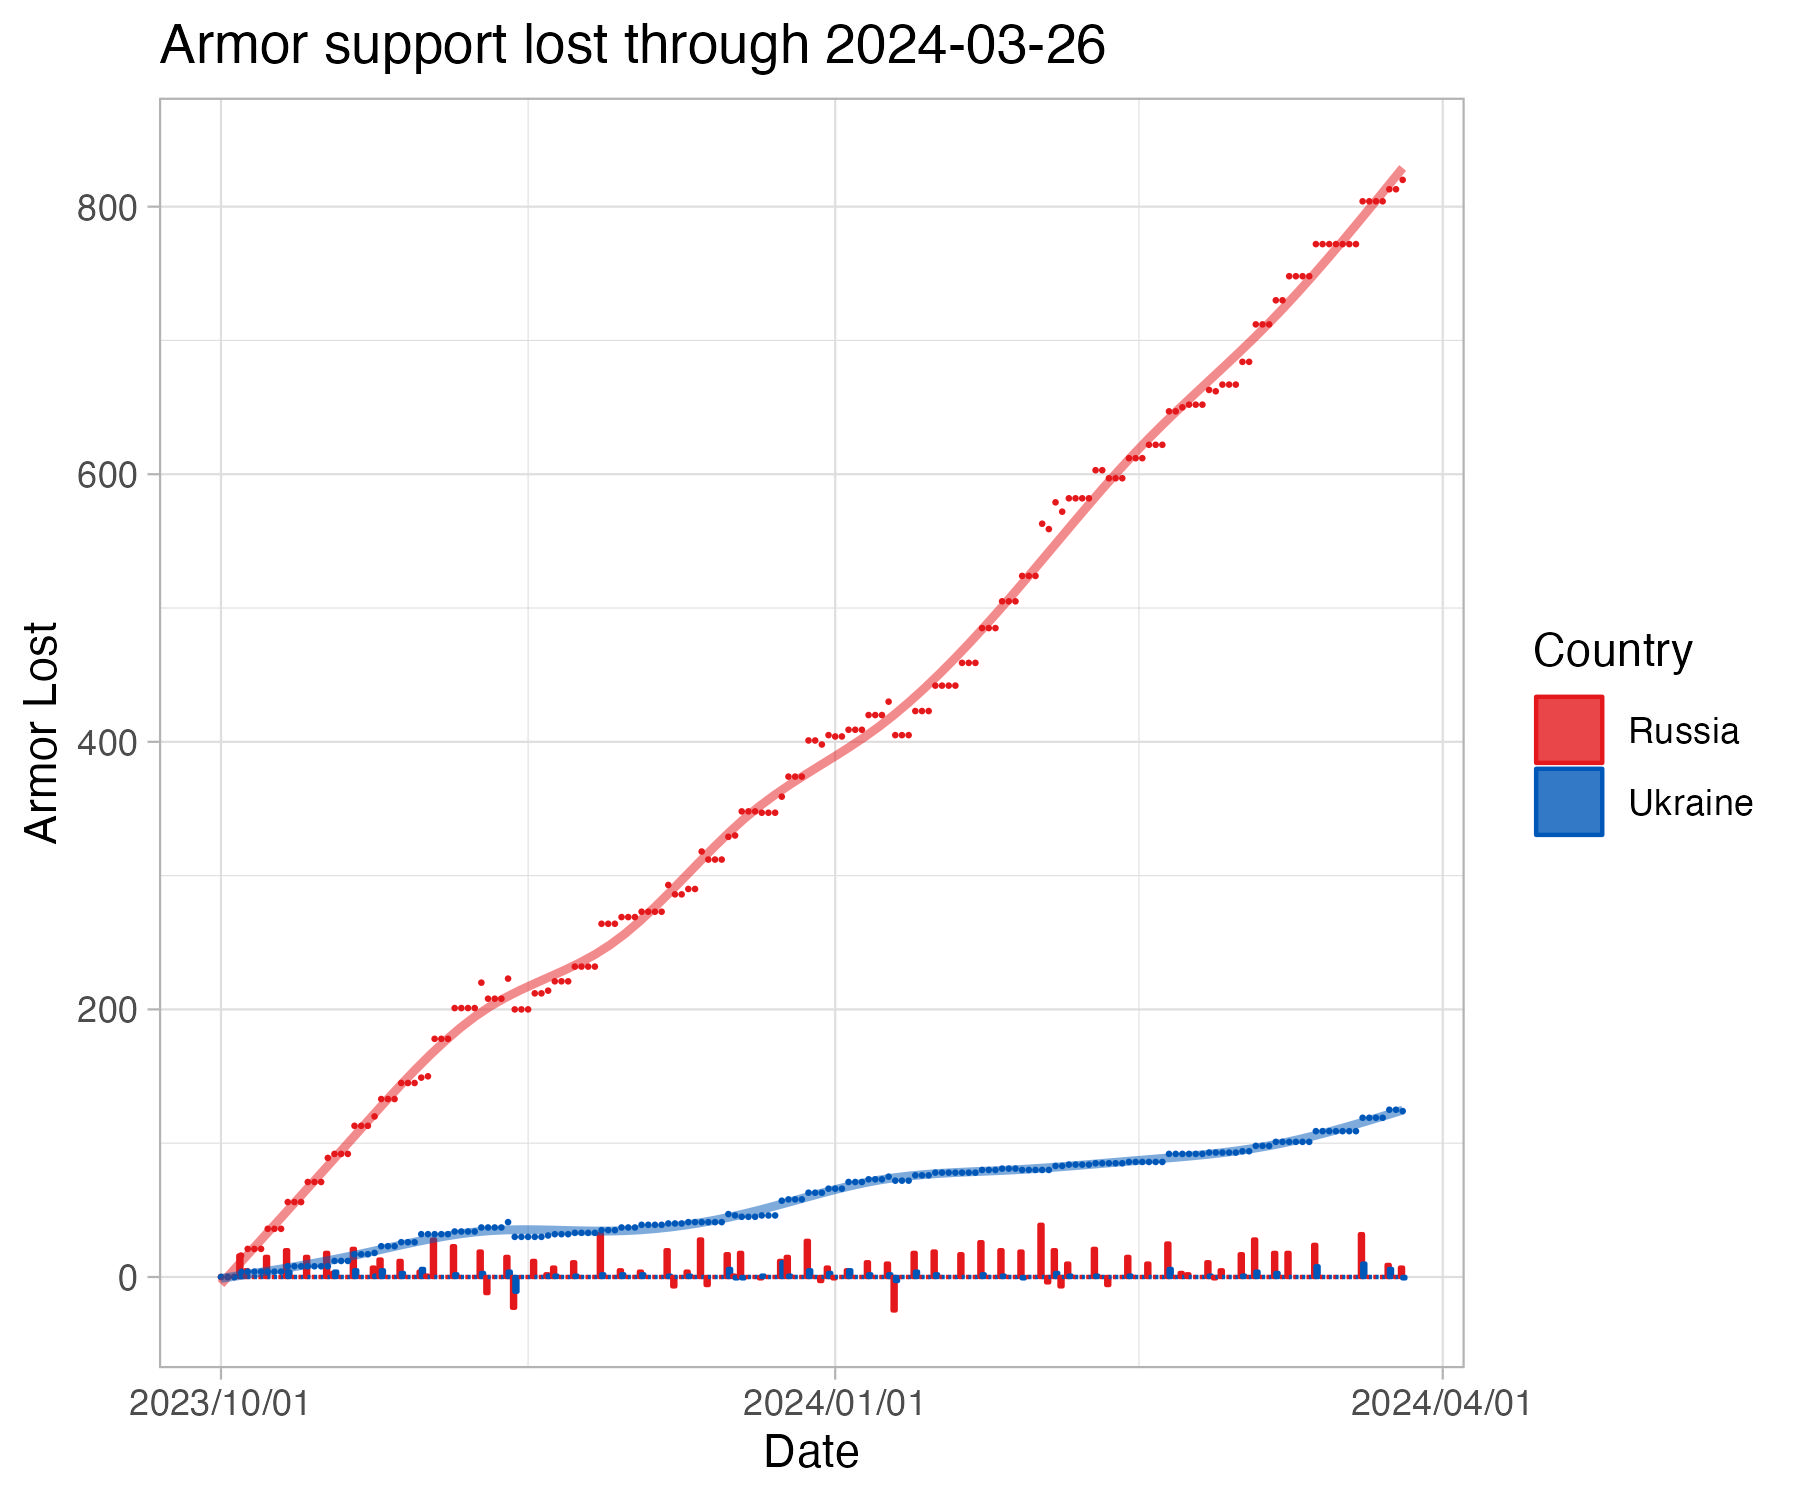 Armor support lost through 2024-03-26
Armor Lost
800
600
400
200
0
2023/10/01
2024/01/01
2024/04/01
Date
Country
Russia
Ukraine